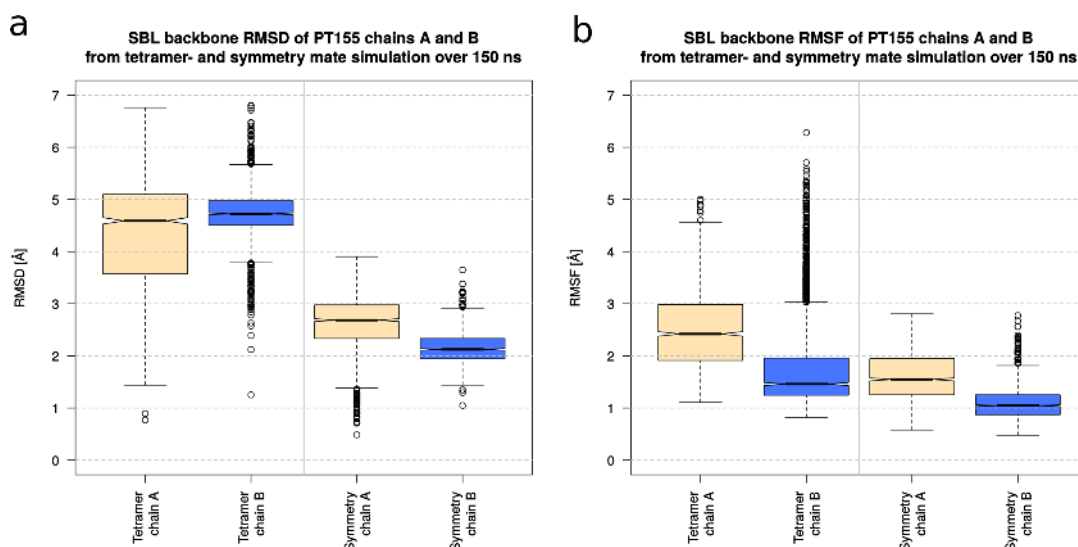 a
SBL backbone RMSD of PT155 chains A and B
from tetramer- and symmetry mate simulation over 150 ns
7
6
5
4
3
2
1
0
RMSD [Å]
Tetramer
chain A
Tetramer
chain B
Symmetry
chain A
Symmetry
chain B
b
SBL backbone RMSF of PT155 chains A and B
from tetramer- and symmetry mate simulation over 150 ns
7
6
5
4
3
2
1
0
RMSF [Å]
Tetramer
chain A
Tetramer
chain B
Symmetry
chain A
Symmetry
chain B